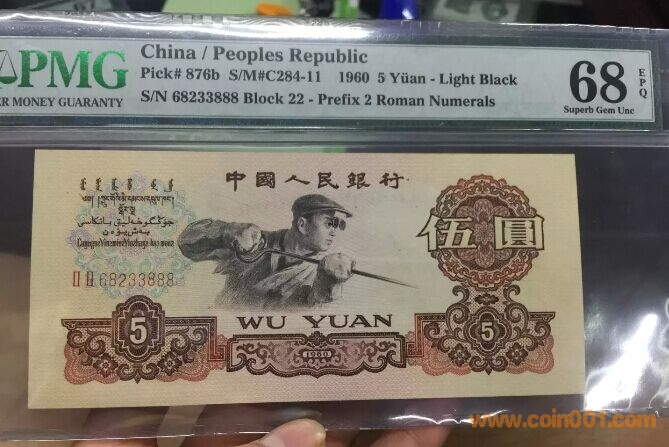 PMG
ER MONEY GUARANTY
China / Peoples Republic
Pick# 876b S/M#C284-11 1960 5 Yüan - Light Black
S/N 68233888 Block 22 - Prefix 2 Roman Numerals
68
EPQ
Superb Gem Unc
中國人民銀行
伍圓
II II 68233888
5
WU YUAN
1960
5
www.coin001.com